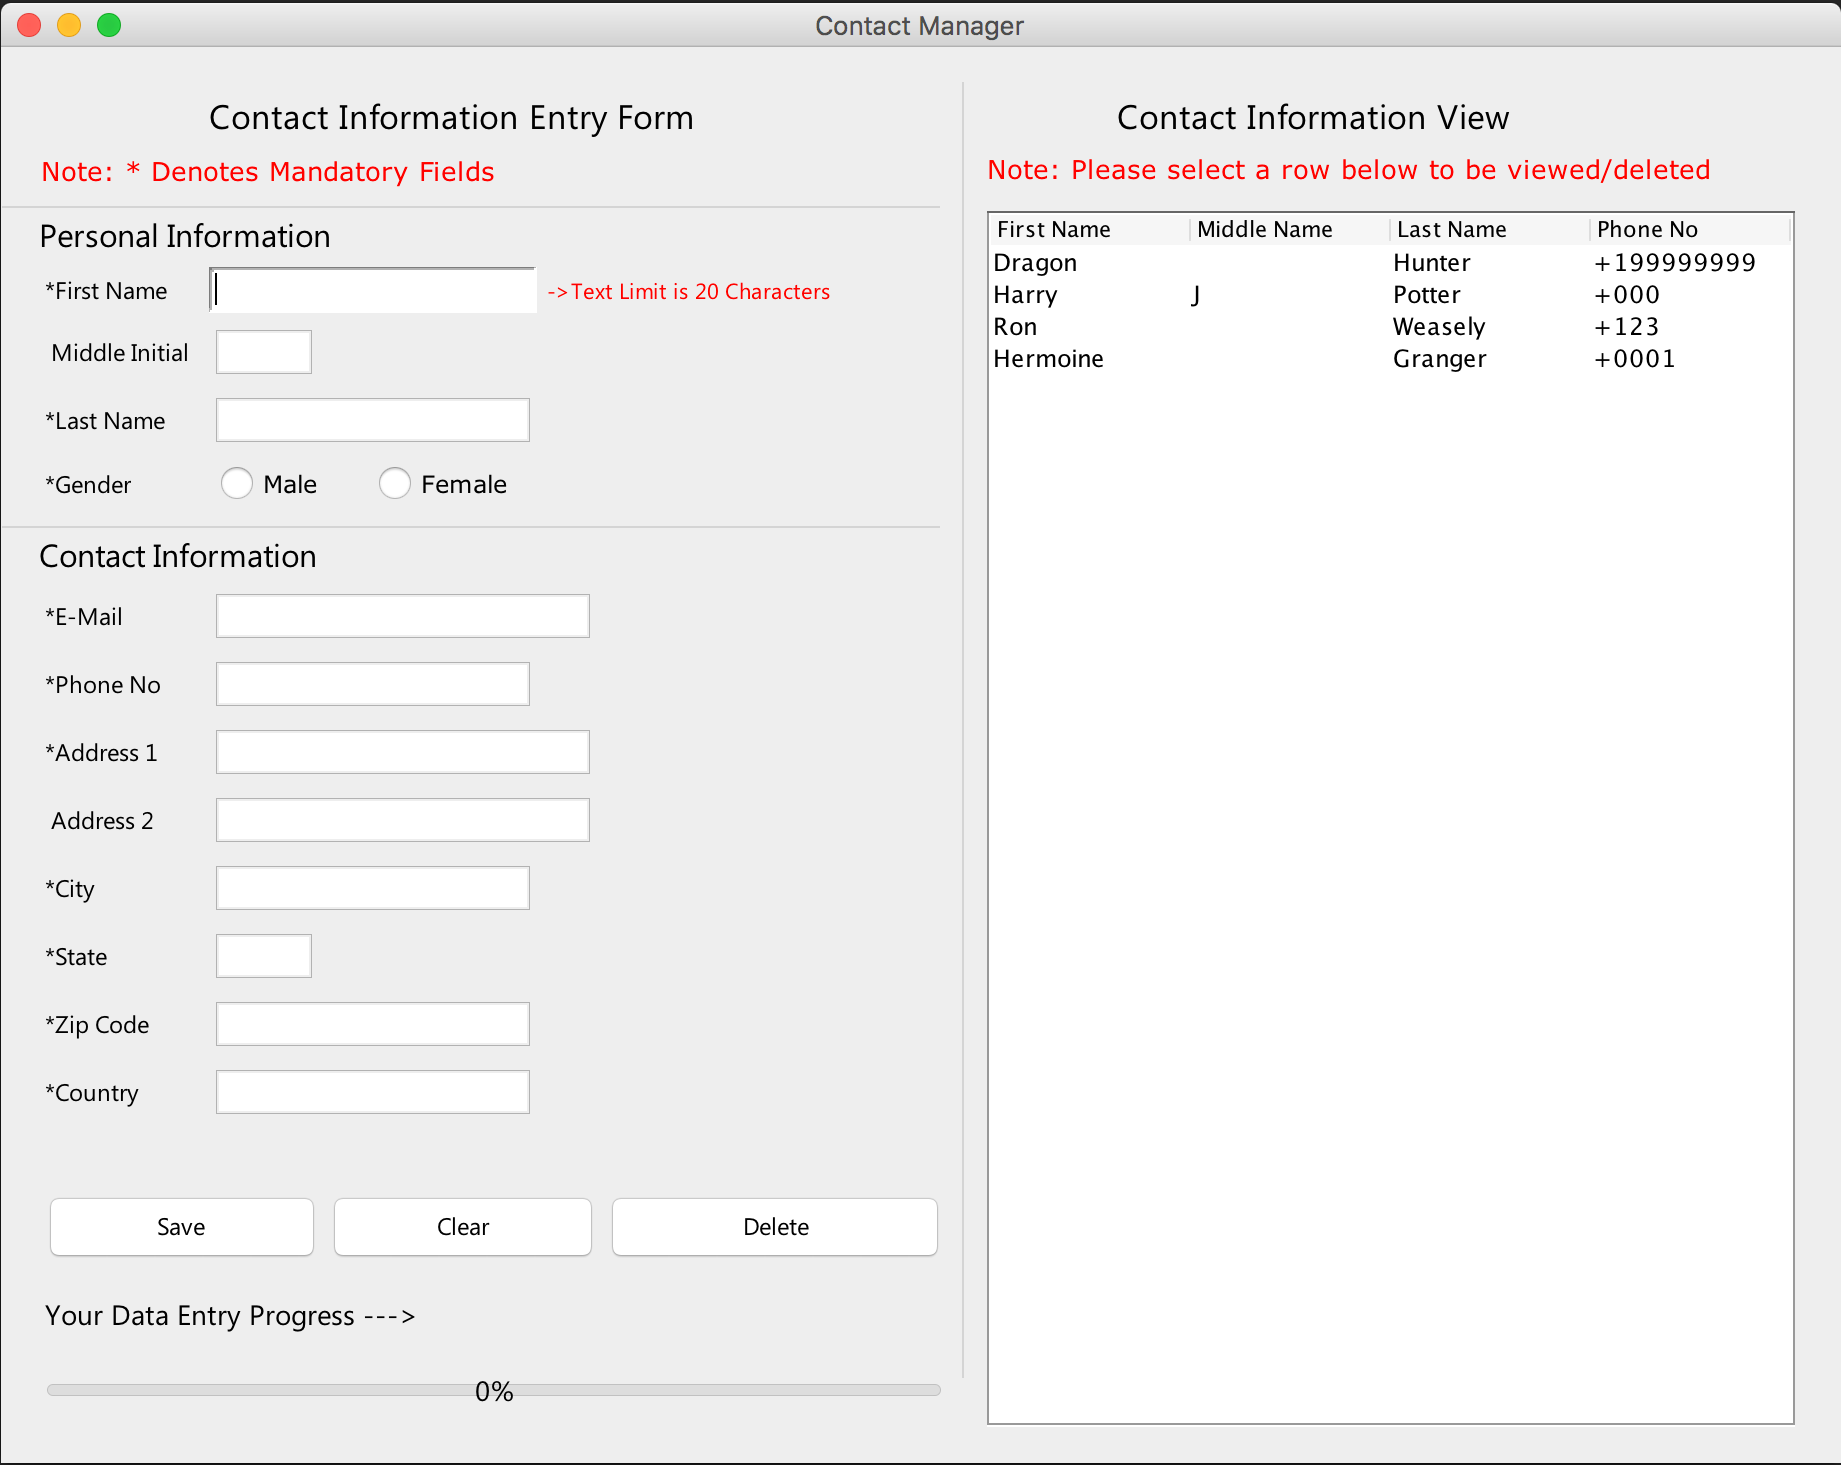 Contact Manager
Contact Information Entry Form
Note: * Denotes Mandatory Fields
Personal Information
*First Name ->Text Limit is 20 Characters
Middle Initial
*Last Name
*Gender Male Female
Contact Information
*E-Mail
*Phone No
*Address 1
Address 2
*City
*State
*Zip Code
*Country
Save Clear Delete
Your Data Entry Progress --->
0%
Contact Information View
Note: Please select a row below to be viewed/deleted
First Name Middle Name Last Name Phone No
Dragon Hunter +199999999
Harry J Potter +000
Ron Weasely +123
Hermoine Granger +0001